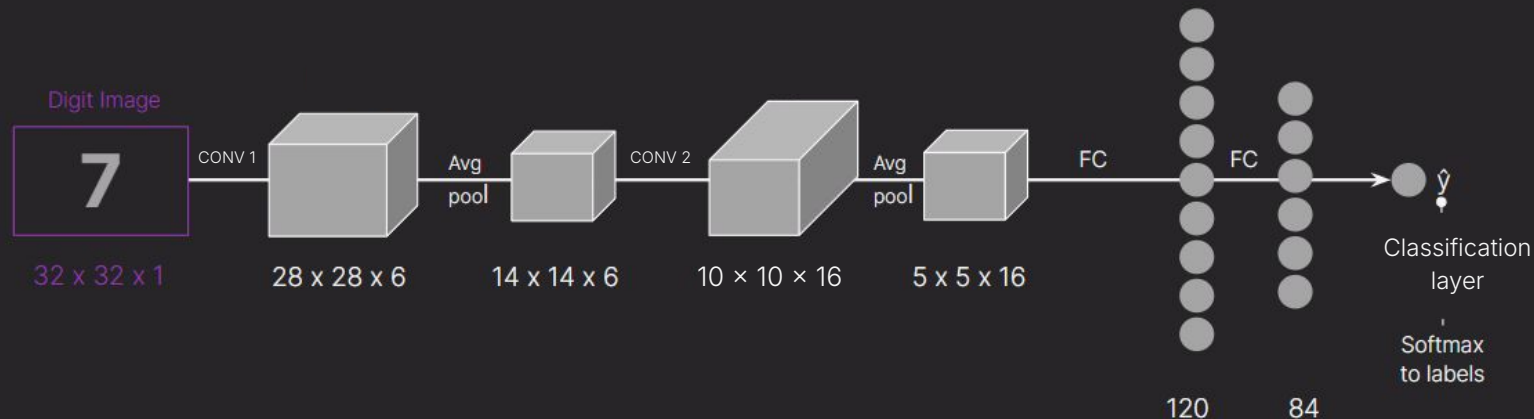 Digit Image
7
32 x 32 x 1
CONV 1
28 x 28 x 6
Avg
pool
14 x 14 x 6
CONV 2
10 × 10 × 16
Avg
pool
5 x 5 x 16
FC
120
FC
84
ŷ
Classification
layer
Softmax
to labels